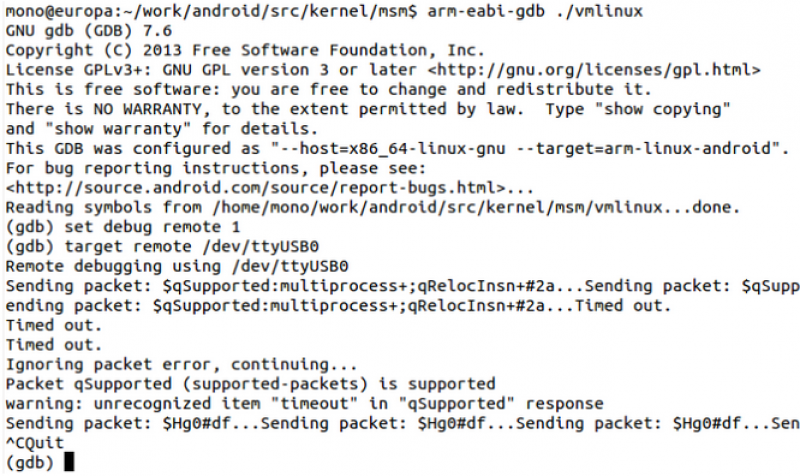 mono@europa:~/work/android/src/kernel/msm$ arm-eabi-gdb ./vmlinux
GNU gdb (GDB) 7.6
Copyright (C) 2013 Free Software Foundation, Inc.
License GPLv3+: GNU GPL version 3 or later <http://gnu.org/licenses/gpl.html>
This is free software: you are free to change and redistribute it.
There is NO WARRANTY, to the extent permitted by law.  Type "show copying"
and "show warranty" for details.
This GDB was configured as "--host=x86_64-linux-gnu --target=arm-linux-android".
For bug reporting instructions, please see:
<http://source.android.com/source/report-bugs.html>...
Reading symbols from /home/mono/work/android/src/kernel/msm/vmlinux...done.
(gdb) set debug remote 1
(gdb) target remote /dev/ttyUSB0
Remote debugging using /dev/ttyUSB0
Sending packet: $qSupported:multiprocess+;qRelocInsn+#2a...Sending packet: $qSupp
ending packet: $qSupported:multiprocess+;qRelocInsn+#2a...Timed out.
Timed out.
Timed out.
Ignoring packet error, continuing...
Packet qSupported (supported-packets) is supported
warning: unrecognized item "timeout" in "qSupported" response
Sending packet: $Hg0#df...Sending packet: $Hg0#df...Sending packet: $Hg0#df...Sen
^CQuit
(gdb)